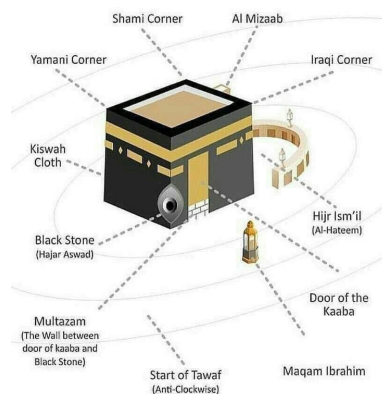 Shami Corner
Al Mizaab
Yamani Corner
Iraqi Corner
Kiswah
Cloth
Hijr Ism'il
(Al-Hateem)
Black Stone
(Hajar Aswad)
Door of the
Kaaba
Multazam
(The Wall between
door of kaaba and
Black Stone)
Start of Tawaf
(Anti-Clockwise)
Maqam Ibrahim